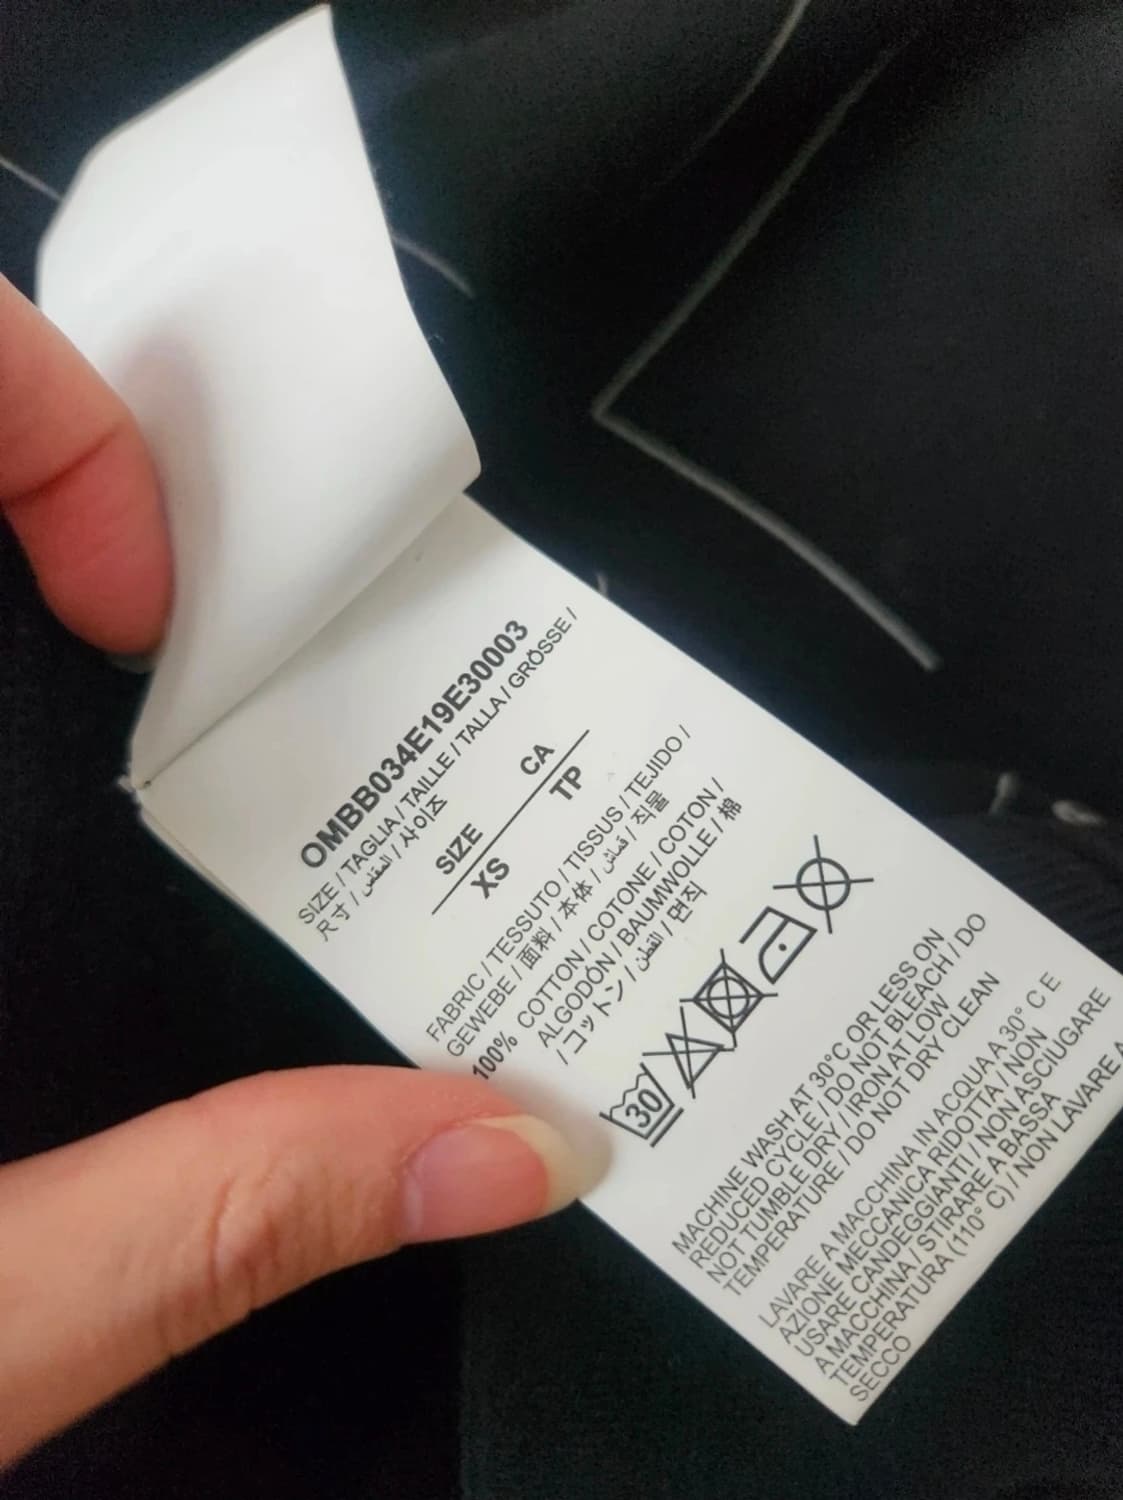 OMBB034E19E30003
SIZE / TAGLIA / TAILLE / TALLA / GRÖSSE /
尺寸 / المقاس / 사이즈
SIZE CA
XS TP
FABRIC / TESSUTO / TISSUS / TEJIDO /
GEWEBE / 面料 / 本体 / قماش / 직물
100% COTTON / COTONE / COTON /
ALGODÓN / BAUMWOLLE / 棉
/ コットン / القطن / 면직
30
MACHINE WASH AT 30°C OR LESS ON
REDUCED CYCLE / DO NOT BLEACH / DO
NOT TUMBLE DRY / IRON AT LOW
TEMPERATURE / DO NOT DRY CLEAN
LAVARE A MACCHINA IN ACQUA A 30° C E
AZIONE MECCANICA RIDOTTA / NON
USARE CANDEGGIANTI / NON ASCIUGARE
A MACCHINA / STIRARE A BASSA
TEMPERATURA (110° C) / NON LAVARE A
SECCO